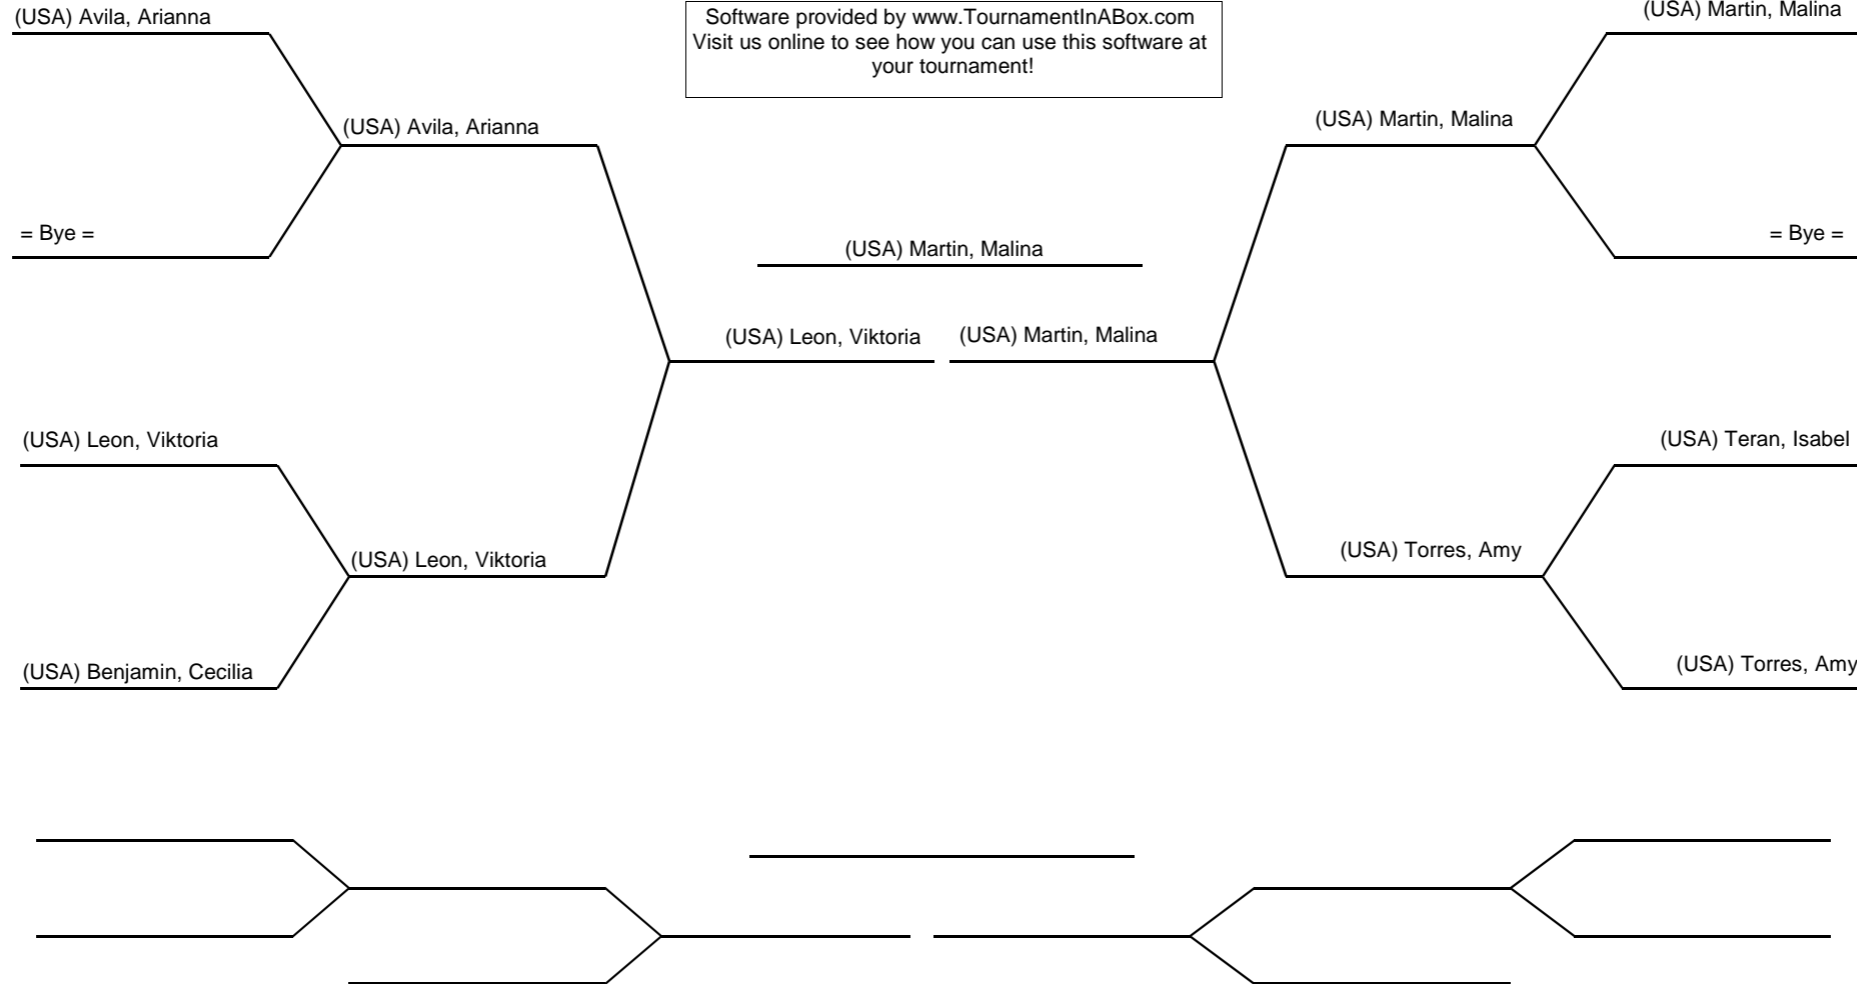 (USA) Avila, Arianna
Software provided by www.TournamentInABox.com
Visit us online to see how you can use this software at
your tournament!
(USA) Martin, Malina
(USA) Avila, Arianna
(USA) Martin, Malina
= Bye =
(USA) Martin, Malina
= Bye =
(USA) Leon, Viktoria
(USA) Martin, Malina
(USA) Leon, Viktoria
(USA) Teran, Isabel
(USA) Leon, Viktoria
(USA) Torres, Amy
(USA) Benjamin, Cecilia
(USA) Torres, Amy